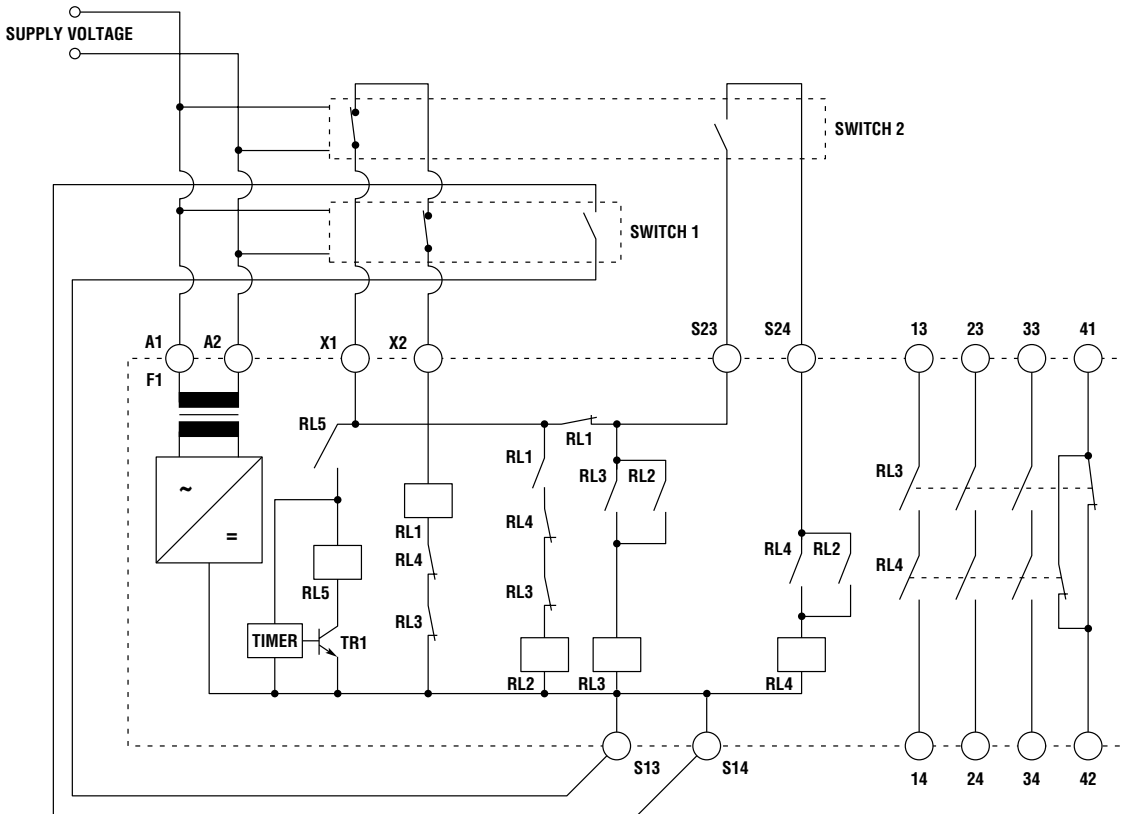 SUPPLY VOLTAGE
SWITCH 2
SWITCH 1
A1
A2
X1
X2
S23
S24
13
23
33
41
F1
RL5
RL1
RL1
RL3
RL2
RL3
~
=
RL4
RL1
RL4
RL2
RL4
RL5
RL4
RL3
RL3
TIMER
TR1
RL2
RL3
RL4
S13
S14
14
24
34
42